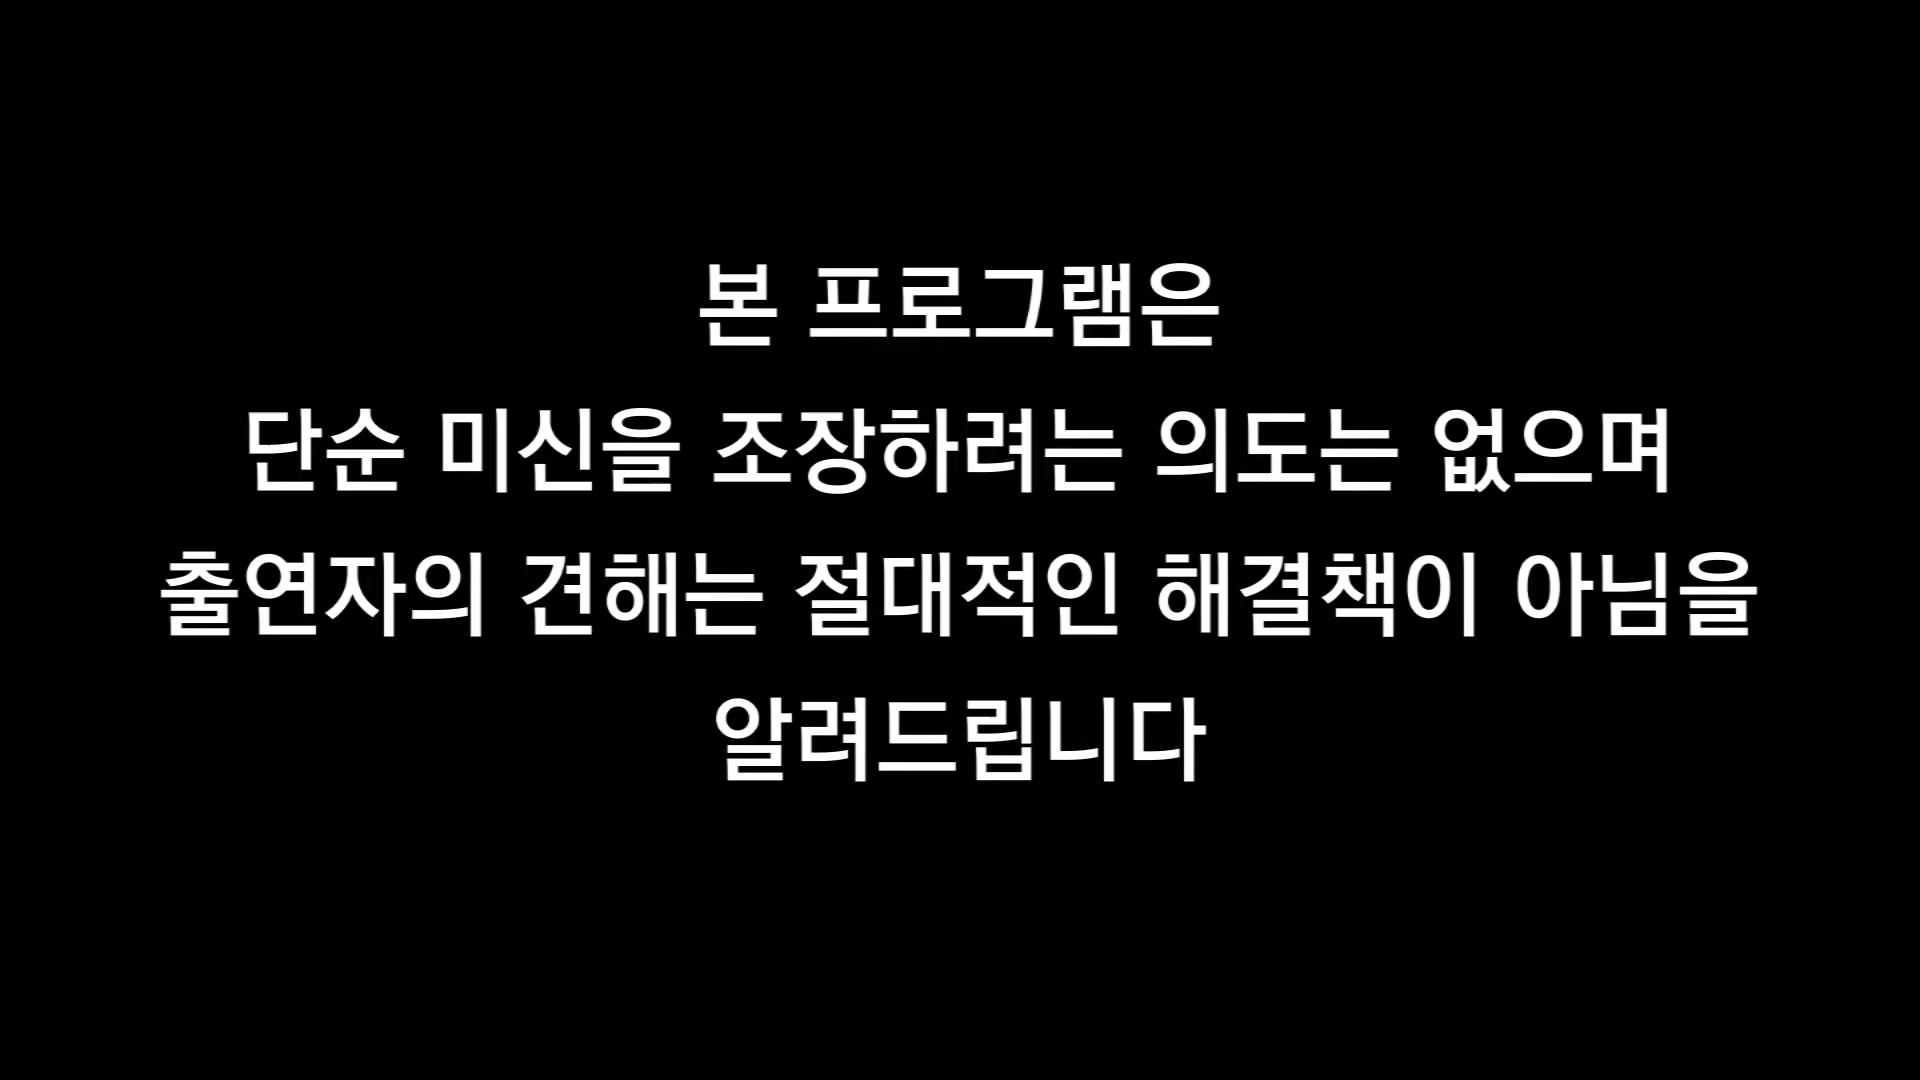 본 프로그램은
단순 미신을 조장하려는 의도는 없으며
출연자의 견해는 절대적인 해결책이 아님을
알려드립니다